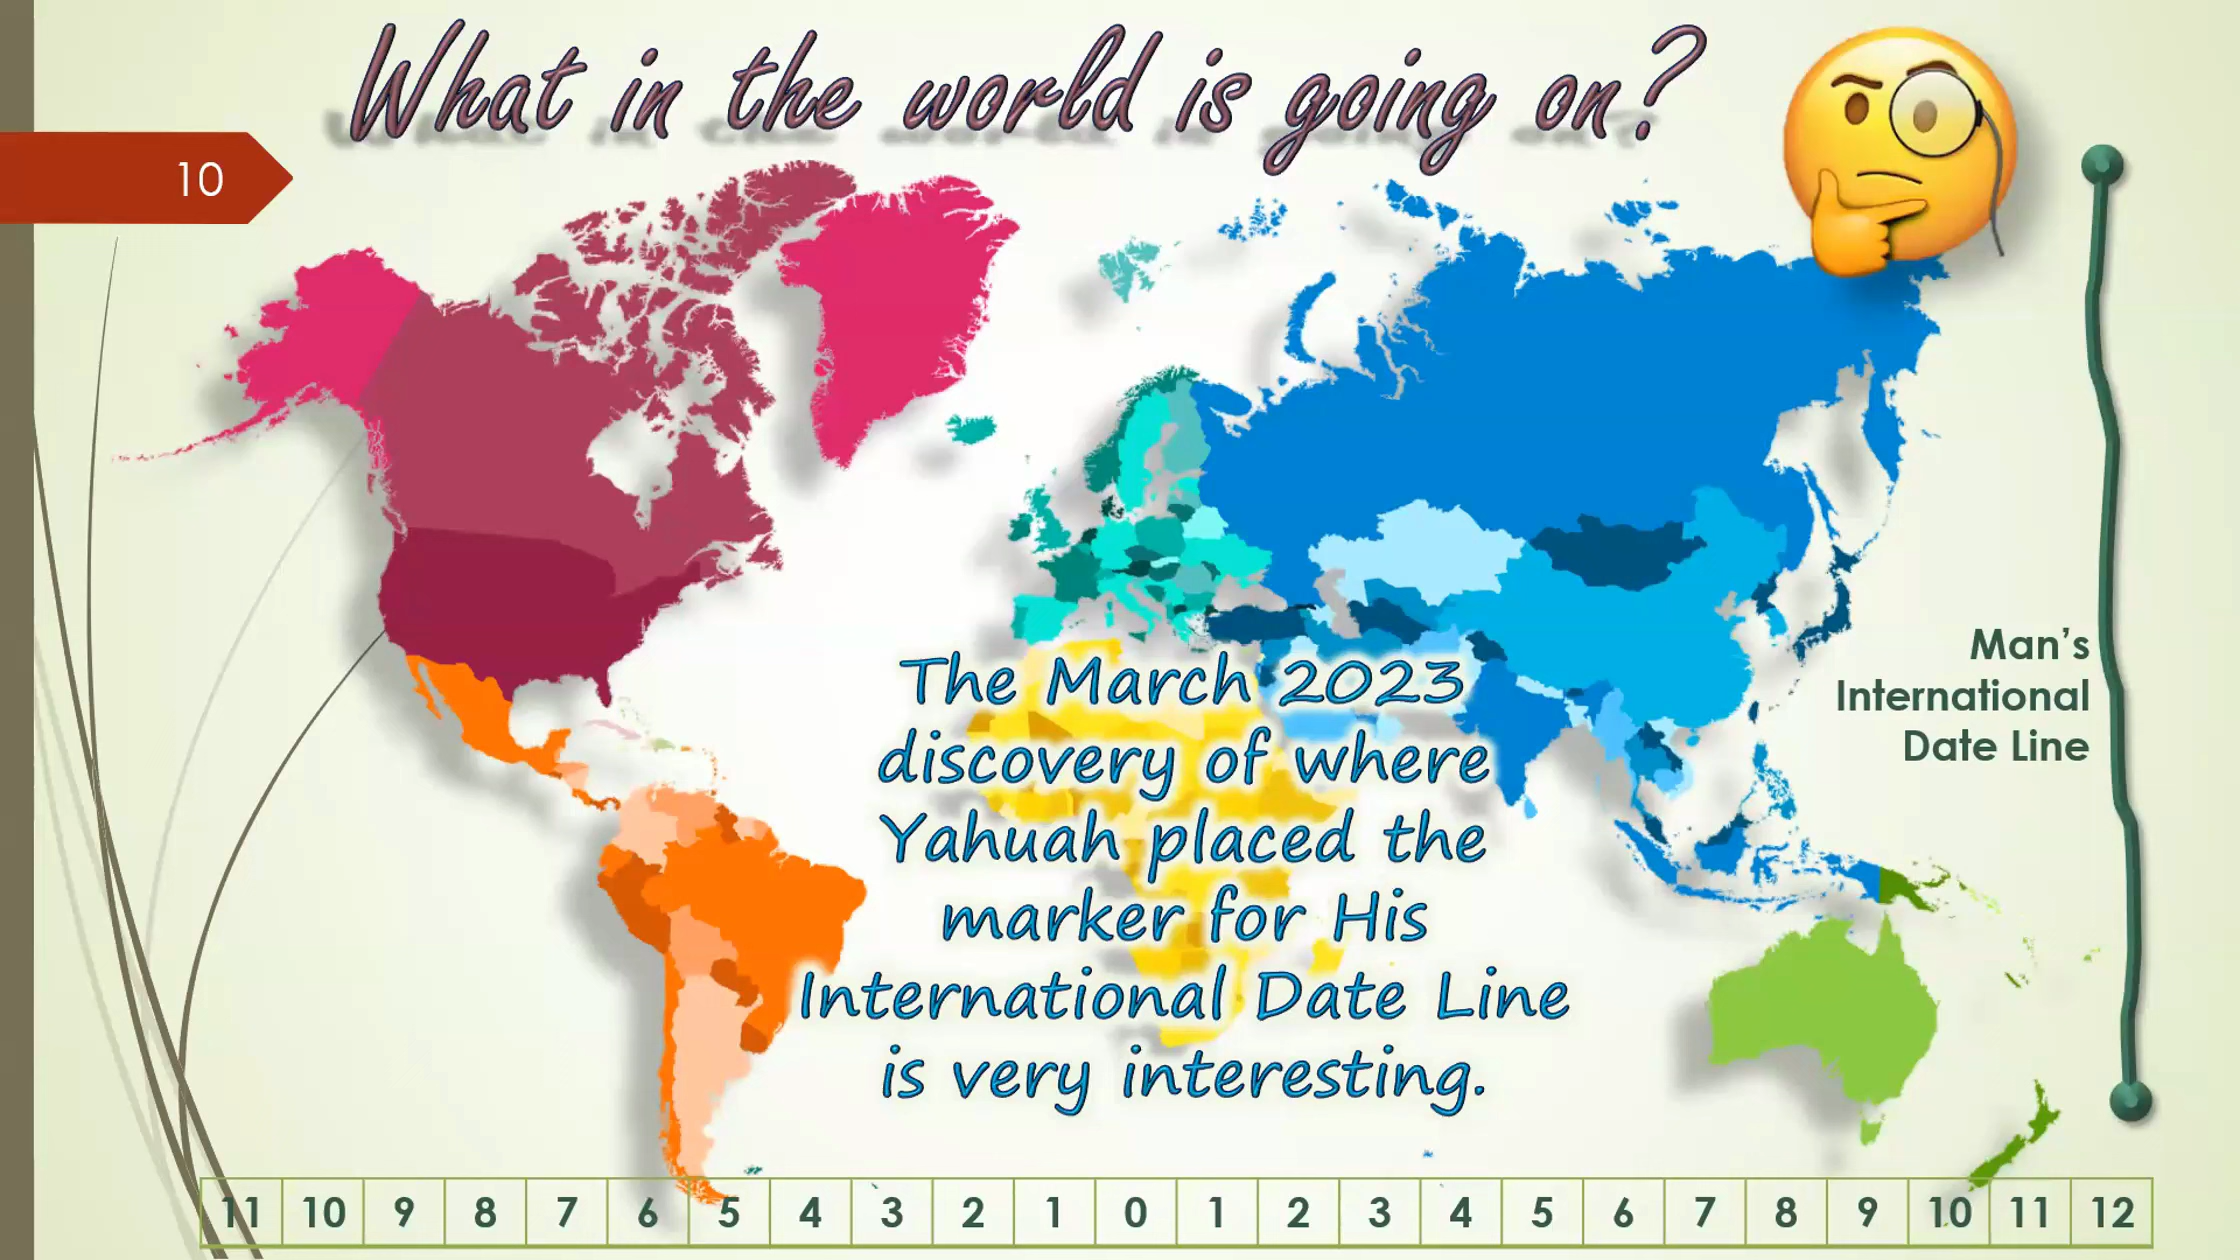 What in the world is going on?
10
Man's
International
Date Line
The March 2023
discovery of where
Yahuah placed the
marker for His
International Date Line
is very interesting.
11 10 9 8 7 6 5 4 3 2 1 0 1 2 3 4 5 6 7 8 9 10 11 12